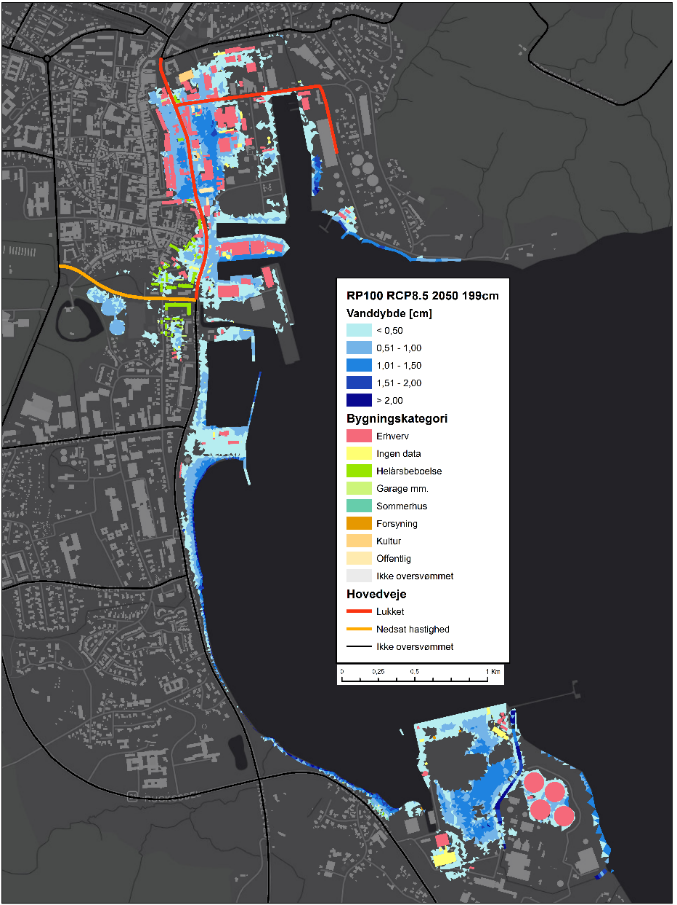 RP100 RCP8.5 2050 199cm
Vanddybde [cm]
< 0,50
0,51 - 1,00
1,01 - 1,50
1,51 - 2,00
> 2,00
Bygningskategori
Erhverv
Ingen data
Helårsbeboelse
Garage mm.
Sommerhus
Forsyning
Kultur
Offentlig
Ikke oversvømmet
Hovedveje
Lukket
Nedsat hastighed
Ikke oversvømmet
0 0,25 0,5 1 Km